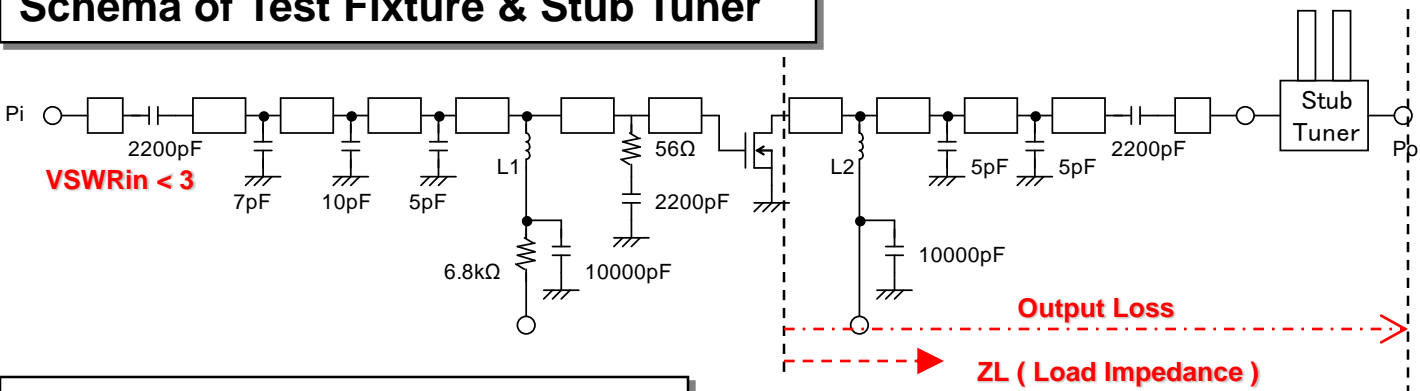 Schema of Test Fixture & Stub Tuner
Pi
2200pF
VSWRin < 3
7pF
10pF
5pF
L1
56Ω
2200pF
6.8kΩ
10000pF
L2
5pF
5pF
2200pF
10000pF
Stub
Tuner
Po
Output Loss
ZL ( Load Impedance )